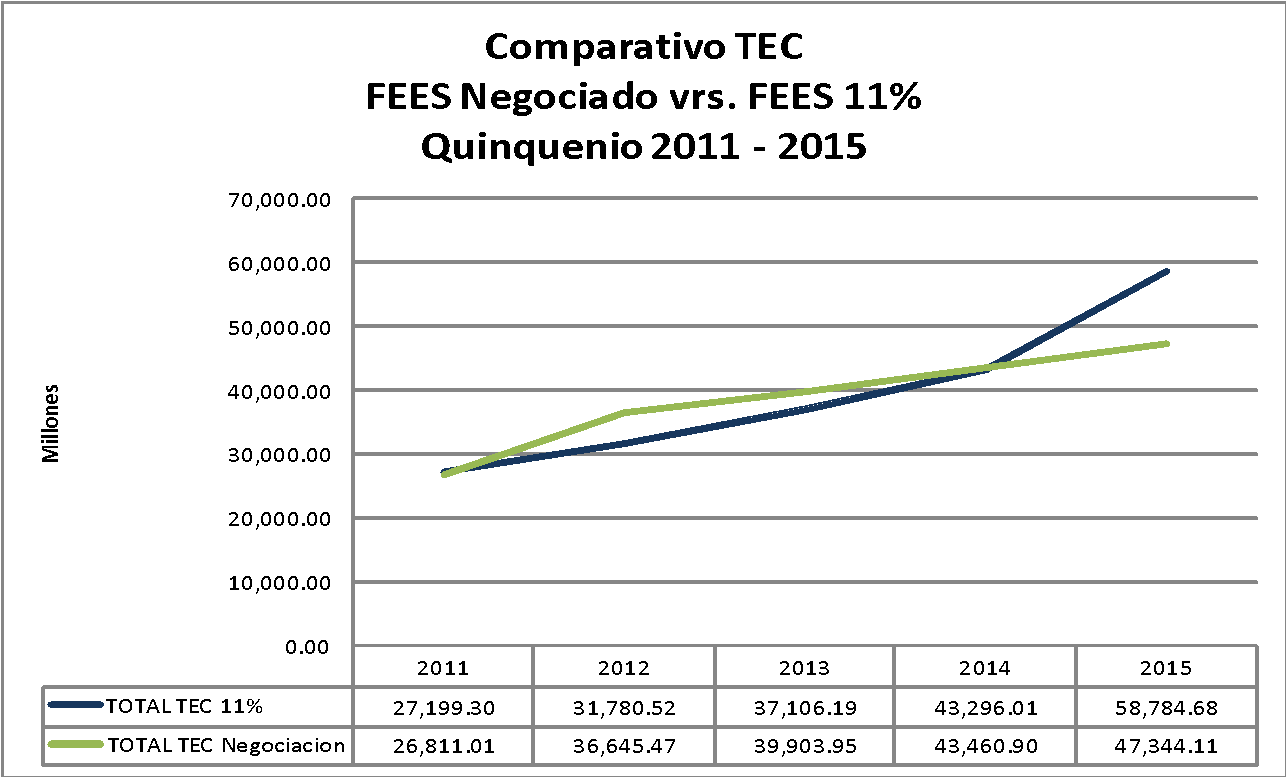 Comparativo TEC
FEES Negociado vrs. FEES 11%
Quinquenio 2011 - 2015
70,000.00
60,000.00
50,000.00
40,000.00
30,000.00
20,000.00
10,000.00
0.00
Millones
2011 2012 2013 2014 2015
TOTAL TEC 11% 27,199.30 31,780.52 37,106.19 43,296.01 58,784.68
TOTAL TEC Negociacion 26,811.01 36,645.47 39,903.95 43,460.90 47,344.11